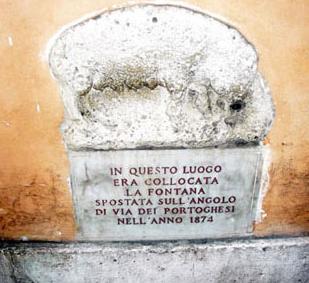 IN QUESTO LUOGO
ERA COLLOCATA
LA FONTANA
SPOSTATA SULL'ANGOLO
DI VIA DEI PORTOGHESI
NELL'ANNO 1874